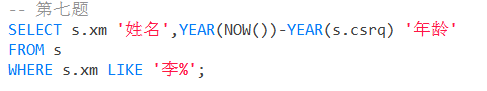 -- 第七题
SELECT s.xm '姓名',YEAR(NOW())-YEAR(s.csrq) '年龄'
FROM s
WHERE s.xm LIKE '李%';